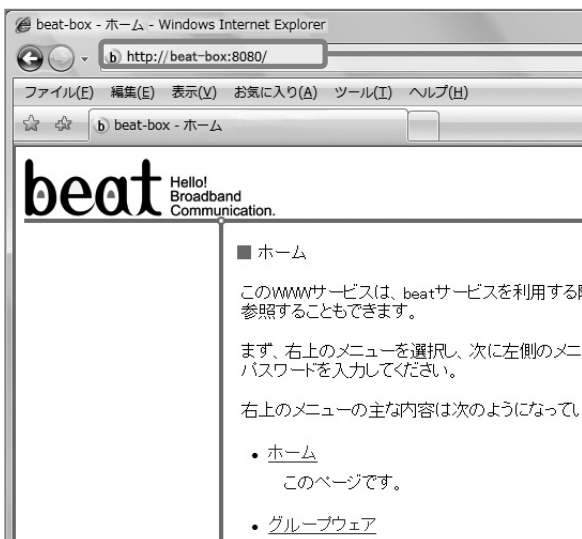 beat-box - ホーム - Windows Internet Explorer
http://beat-box:8080/
ファイル(F) 編集(E) 表示(V) お気に入り(A) ツール(T) ヘルプ(H)
beat-box - ホーム
beat Hello!
Broadband
Communication.
■ ホーム
このWWWサービスは、beatサービスを利用する
参照することもできます。
まず、右上のメニューを選択し、次に左側のメニ
パスワードを入力してください。
右上のメニューの主な内容は次のようになってい
• ホーム
このページです。
• グループウェア